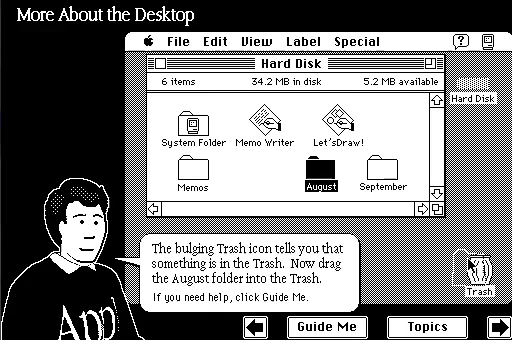 More About the Desktop
File Edit View Label Special
Hard Disk
6 items 34.2 MB in disk 5.2 MB available
Hard Disk
System Folder Memo Writer Let'sDraw!
Memos August September
The bulging Trash icon tells you that
something is in the Trash. Now drag
the August folder into the Trash.
If you need help, click Guide Me.
Trash
App
Guide Me Topics